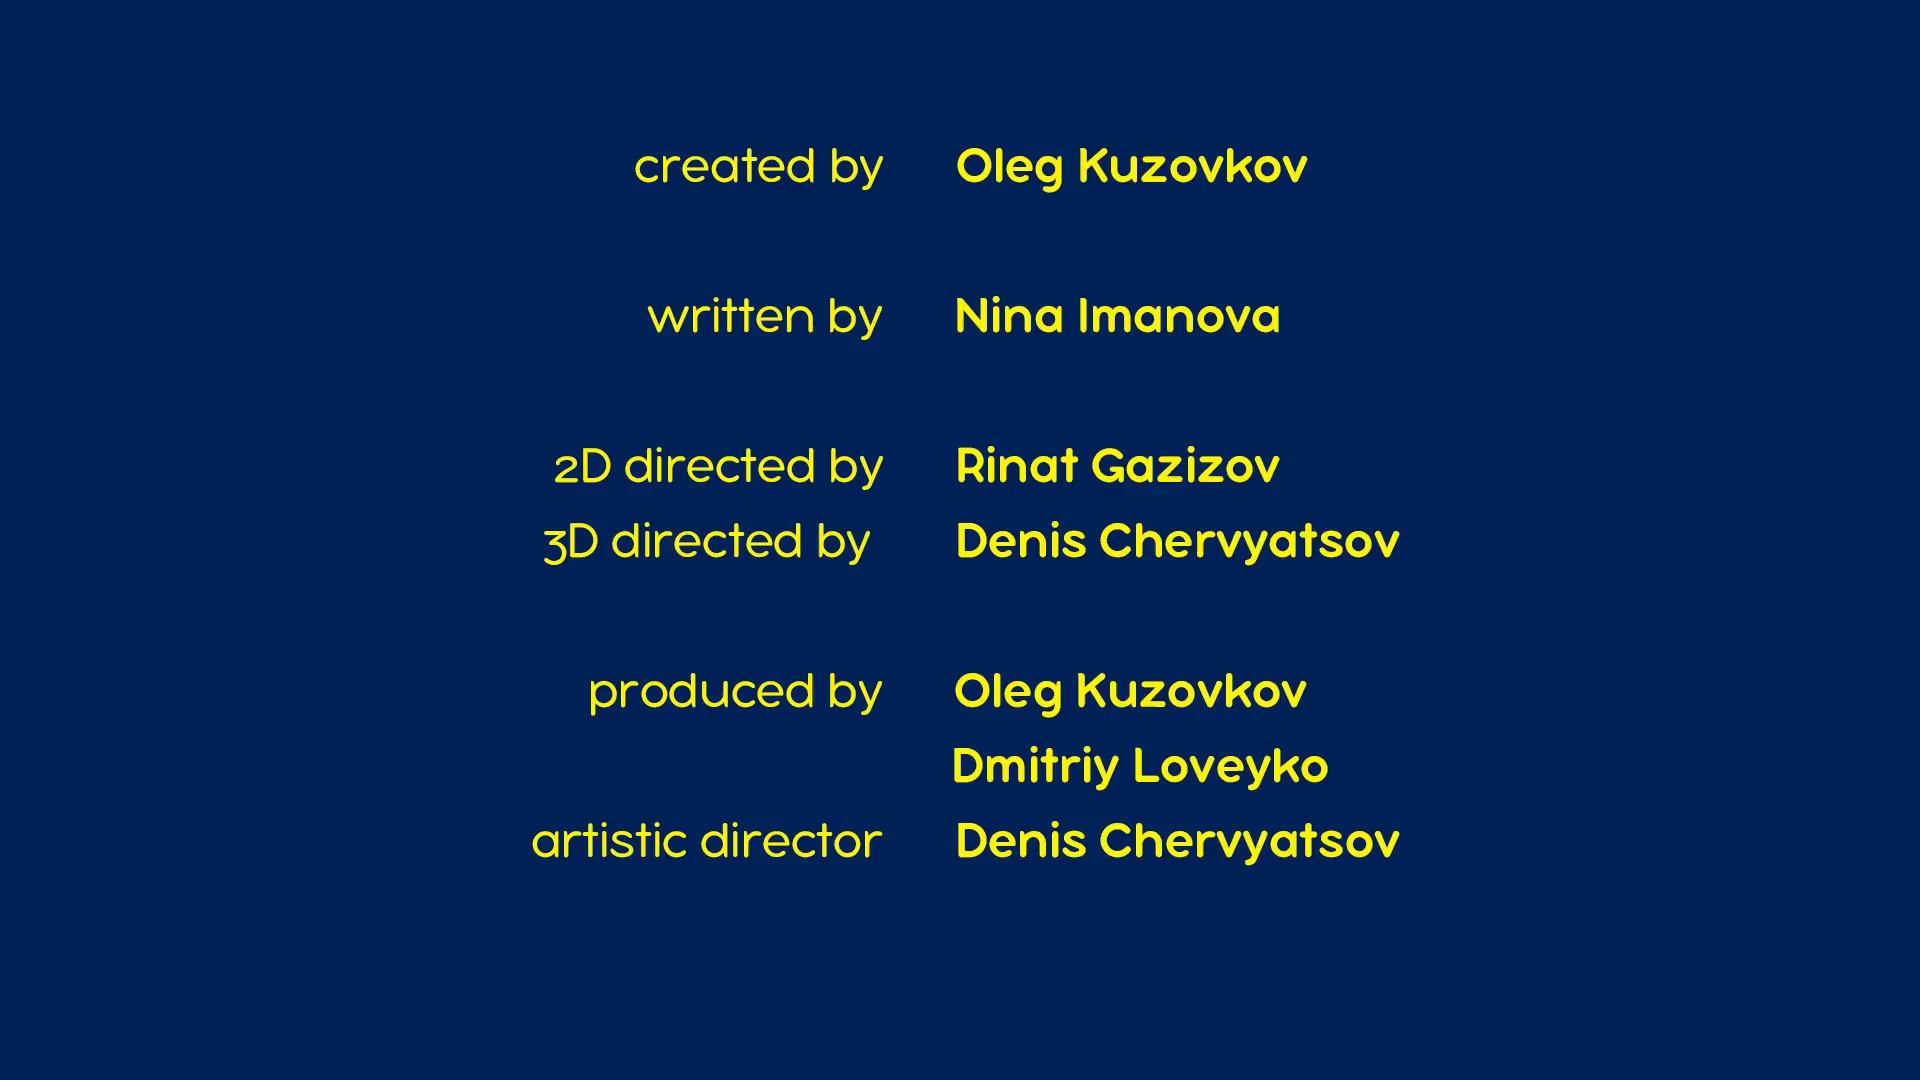 created by Oleg Kuzovkov
written by Nina Imanova
2D directed by Rinat Gazizov
3D directed by Denis Chervyatsov
produced by Oleg Kuzovkov
Dmitriy Loveyko
artistic director Denis Chervyatsov